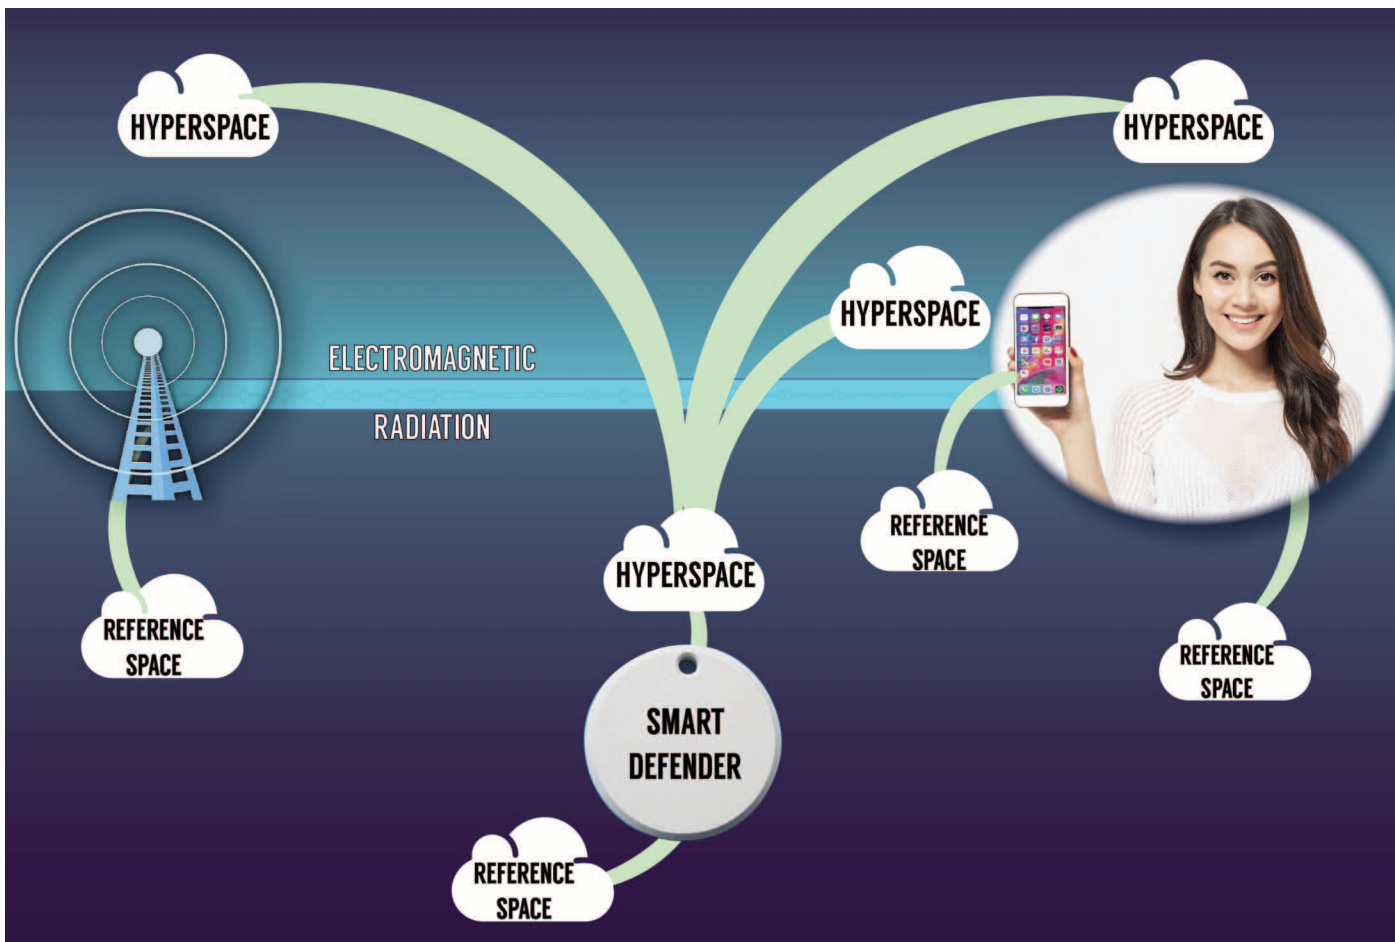 HYPERSPACE
HYPERSPACE
HYPERSPACE
ELECTROMAGNETIC
RADIATION
REFERENCE
SPACE
HYPERSPACE
REFERENCE
SPACE
REFERENCE
SPACE
SMART
DEFENDER
REFERENCE
SPACE